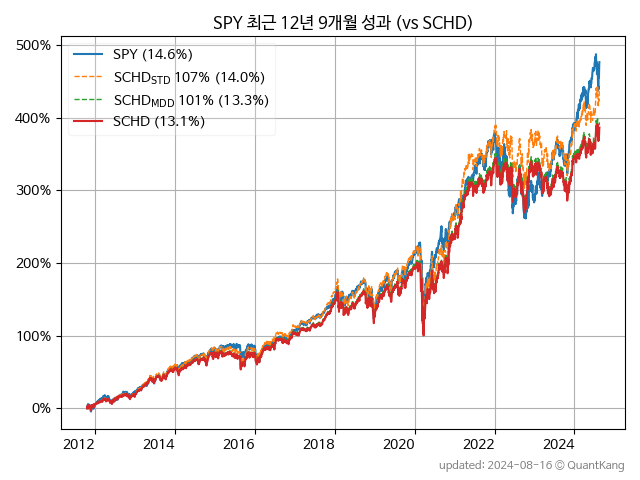 SPY 최근 12년 9개월 성과 (vs SCHD)
SPY (14.6%)
SCHD_STD 107% (14.0%)
SCHD_MDD 101% (13.3%)
SCHD (13.1%)
500%
400%
300%
200%
100%
0%
2012 2014 2016 2018 2020 2022 2024
updated: 2024-08-16 © QuantKang